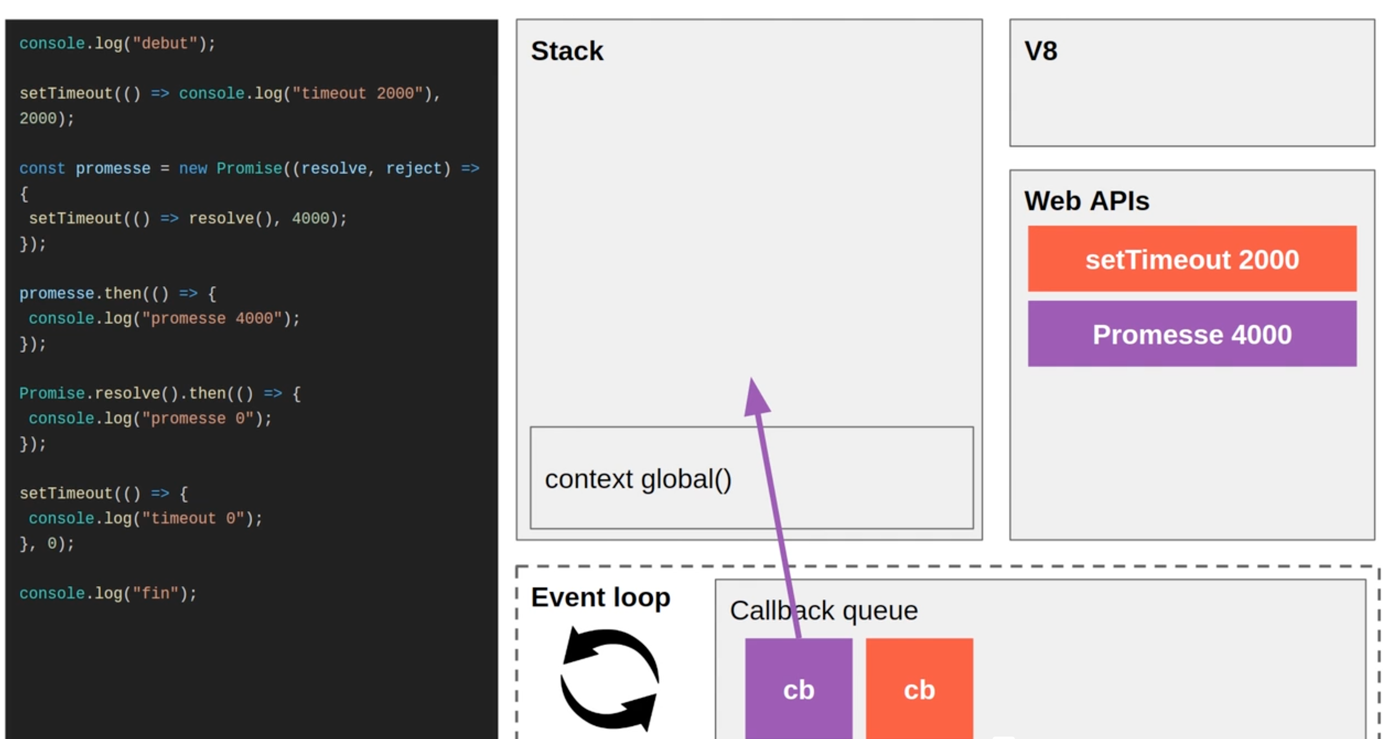 console.log("debut");
setTimeout(() => console.log("timeout 2000"),
2000);
const promesse = new Promise((resolve, reject) =>
{
setTimeout(() => resolve(), 4000);
});
promesse.then(() => {
console.log("promesse 4000");
});
Promise.resolve().then(() => {
console.log("promesse 0");
});
setTimeout(() => {
console.log("timeout 0");
}, 0);
console.log("fin");
Stack
context global()
V8
Web APIs
setTimeout 2000
Promesse 4000
Event loop
Callback queue
cb
cb